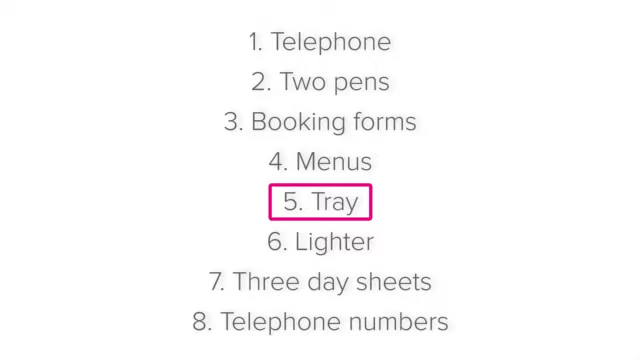 1. Telephone
2. Two pens
3. Booking forms
4. Menus
5. Tray
6. Lighter
7. Three day sheets
8. Telephone numbers